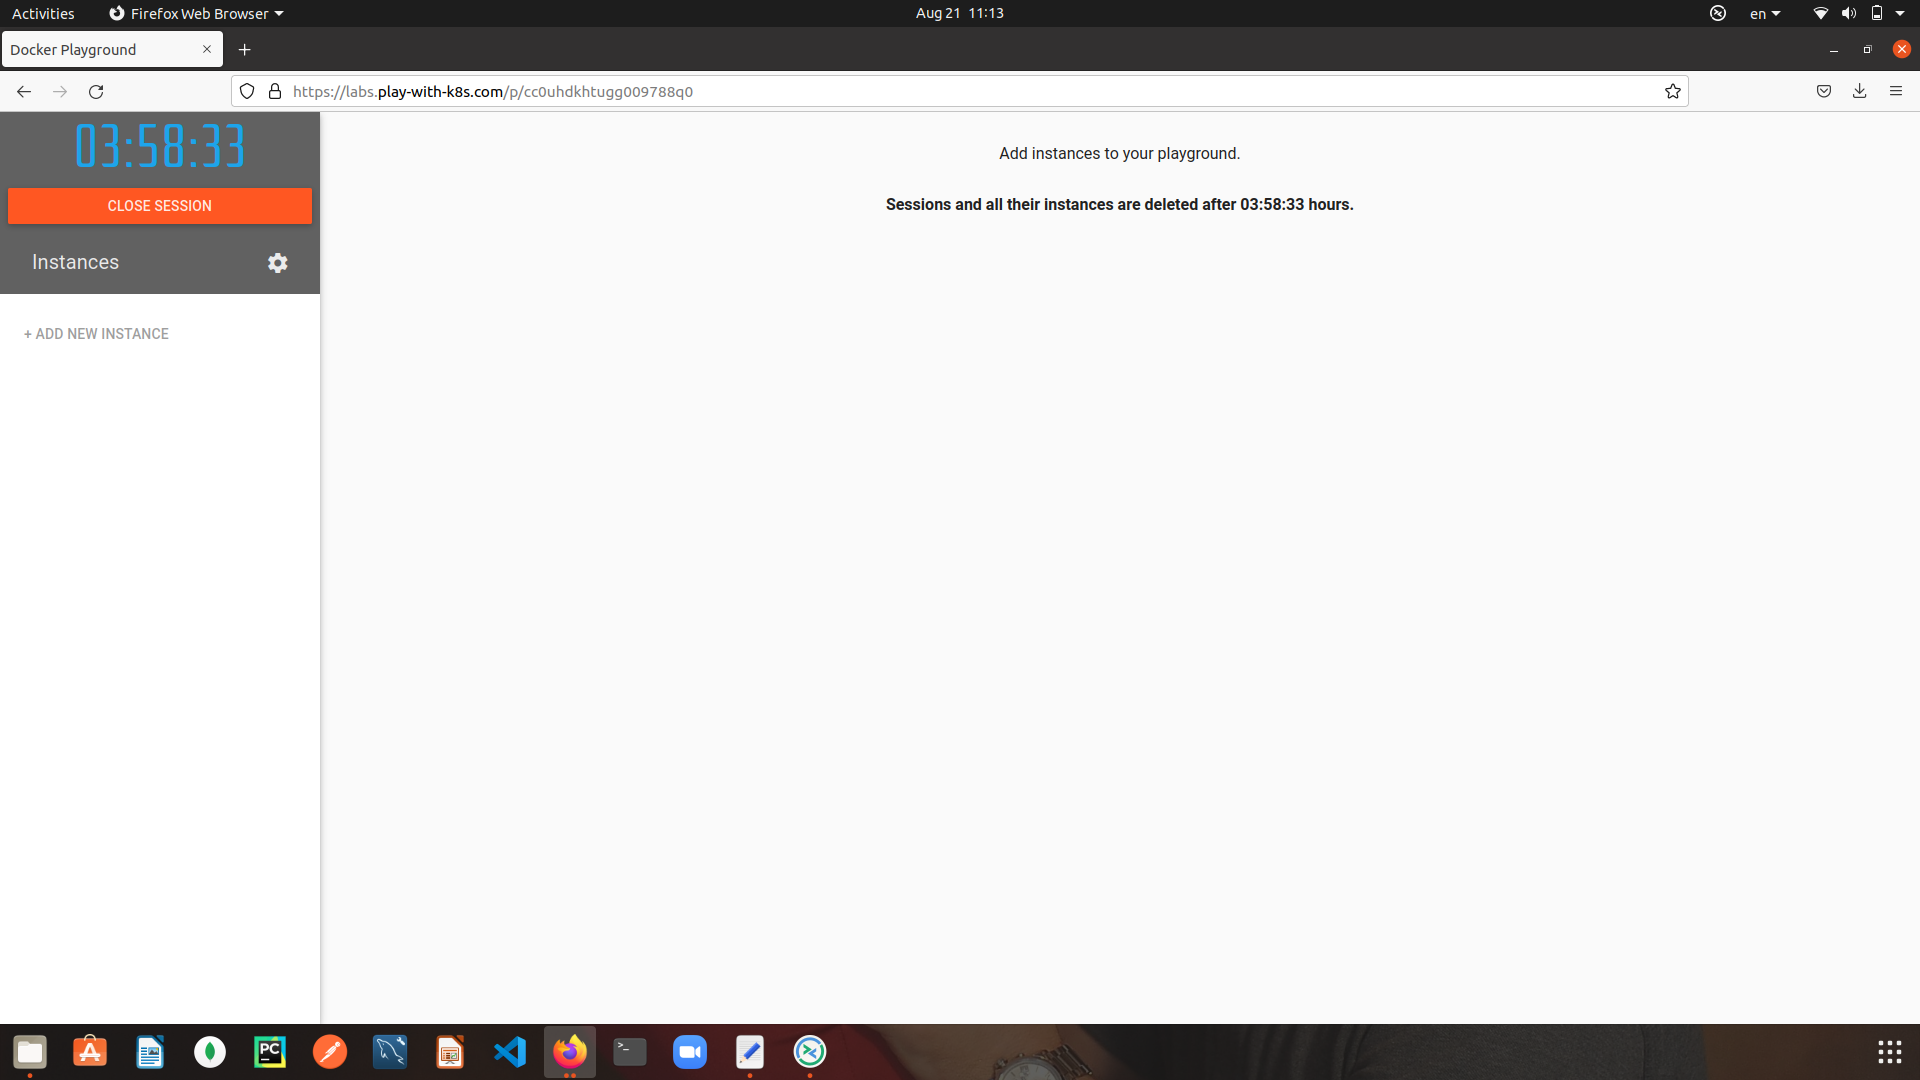 Activities
Firefox Web Browser
Aug 21 11:13
en
Docker Playground
https://labs.play-with-k8s.com/p/cc0uhdkhtugg009788q0
03:58:33
CLOSE SESSION
Instances
+ ADD NEW INSTANCE
Add instances to your playground.
Sessions and all their instances are deleted after 03:58:33 hours.
PC
>_